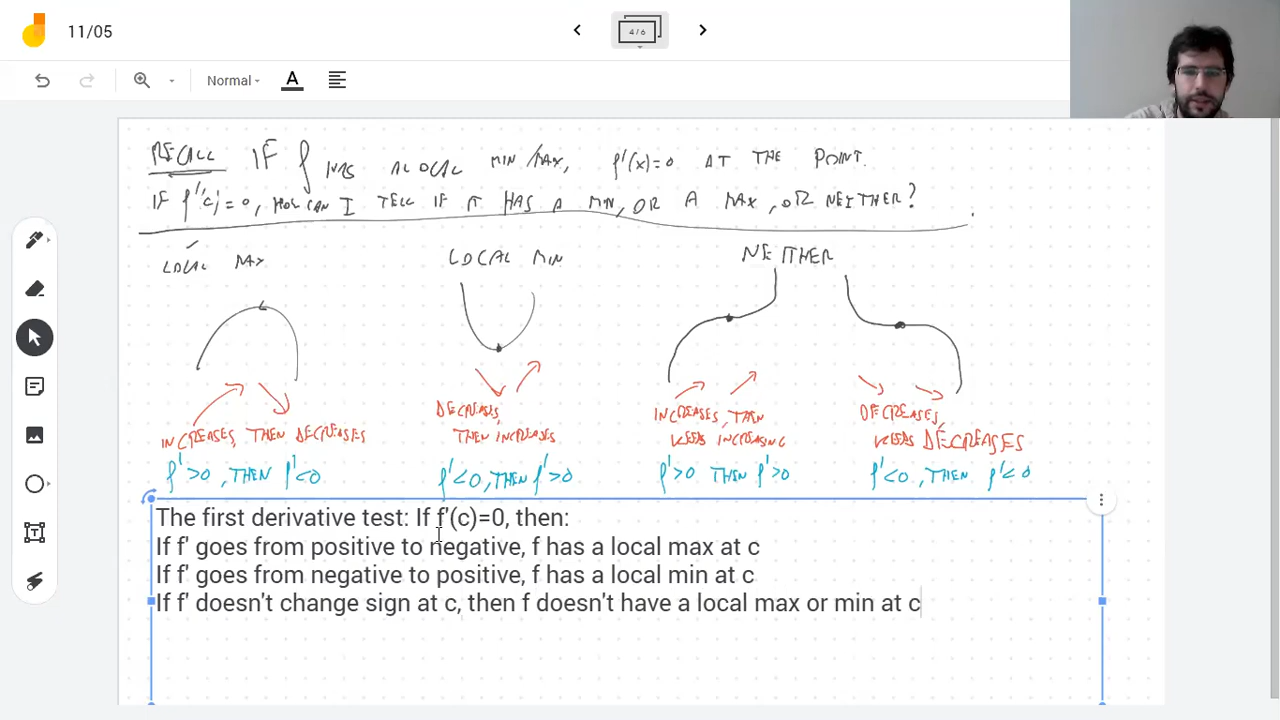 11/05
4 / 6
Normal
A
RECALL IF f HAS A LOCAL MIN/MAX, f'(x)=0 AT THE POINT.
IF f'(c)=0, HOW CAN I TELL IF IT HAS A MIN, OR A MAX, OR NEITHER?
LOCAL MAX LOCAL MIN NEITHER
INCREASES, THEN DECREASES
DECREASES, THEN INCREASES
INCREASES, THEN KEEPS INCREASING
DECREASES, KEEPS DECREASES
f'>0, THEN f'<0 f'<0, THEN f'>0 f'>0 THEN f'>0 f'<0, THEN f'<0
The first derivative test: If f'(c)=0, then:
If f' goes from positive to negative, f has a local max at c
If f' goes from negative to positive, f has a local min at c
If f' doesn't change sign at c, then f doesn't have a local max or min at c